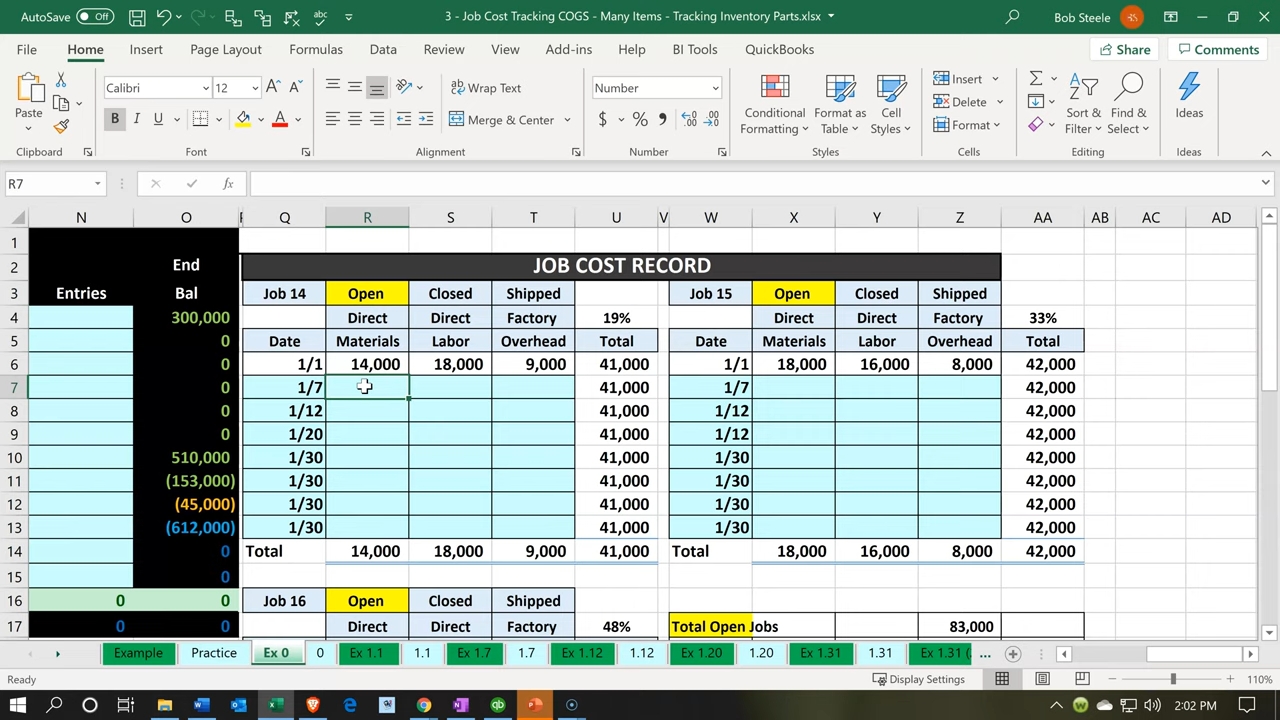 AutoSave Off 3 - Job Cost Tracking COGS - Many Items - Tracking Inventory Parts.xlsx Bob Steele
File Home Insert Page Layout Formulas Data Review View Add-ins Help BI Tools QuickBooks Share Comments
Paste Calibri 12 Wrap Text Number Conditional Formatting Format as Table Cell Styles Insert Sort & Filter Find & Select Ideas
B I U Merge & Center $ % Delete
Format
Clipboard Font Alignment Number Styles Cells Editing Ideas
R7 fx
N O Q R S T U V W X Y Z AA AB AC AD
1
2 End JOB COST RECORD
3 Entries Bal Job 14 Open Closed Shipped Job 15 Open Closed Shipped
4 300,000 Direct Direct Factory 19% Direct Direct Factory 33%
5 0 Date Materials Labor Overhead Total Date Materials Labor Overhead Total
6 0 1/1 14,000 18,000 9,000 41,000 1/1 18,000 16,000 8,000 42,000
7 0 1/7 41,000 1/7 42,000
8 0 1/12 41,000 1/12 42,000
9 0 1/20 41,000 1/12 42,000
10 510,000 1/30 41,000 1/30 42,000
11 (153,000) 1/30 41,000 1/30 42,000
12 (45,000) 1/30 41,000 1/30 42,000
13 (612,000) 1/30 41,000 1/30 42,000
14 0 Total 14,000 18,000 9,000 41,000 Total 18,000 16,000 8,000 42,000
15 0
16 0 0 Job 16 Open Closed Shipped
17 0 0 Direct Direct Factory 48% Total Open Jobs 83,000
Example Practice Ex 0 0 Ex 1.1 1.1 Ex 1.7 1.7 Ex 1.12 1.12 Ex 1.20 1.20 Ex 1.31 1.31 Ex 1.31 ( ...
Ready Display Settings 110%
2:02 PM